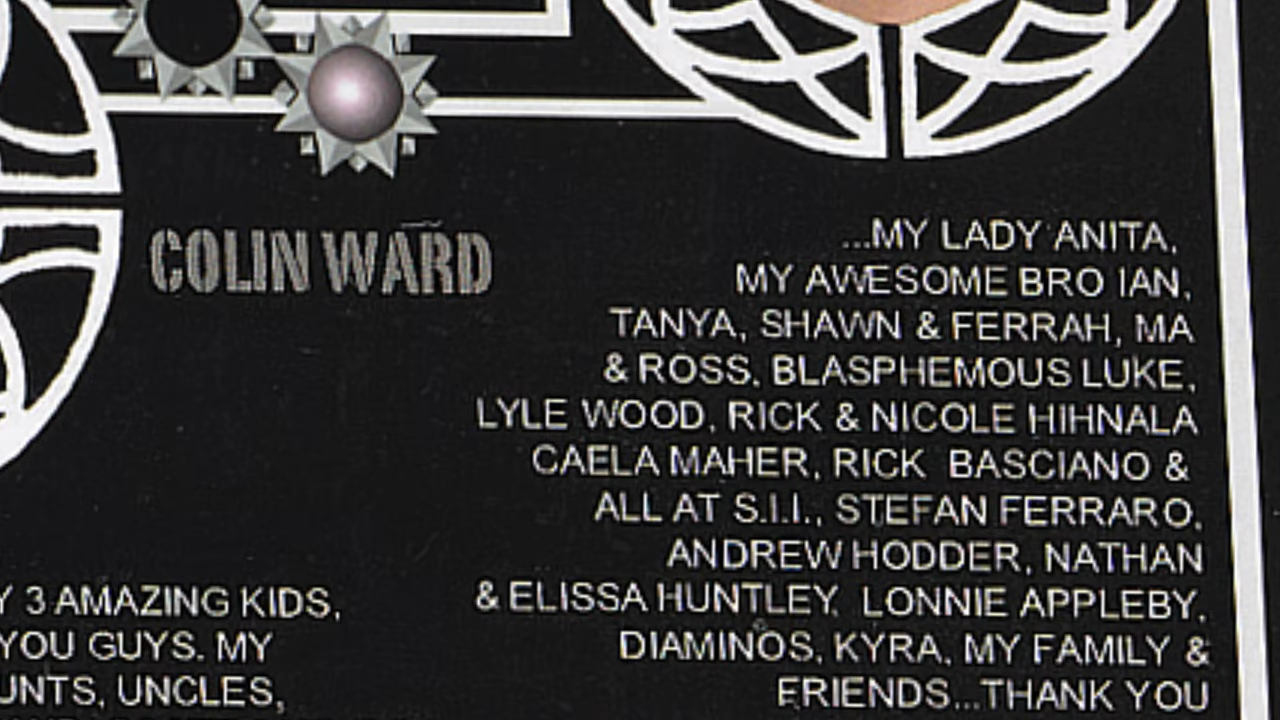 COLIN WARD
...MY LADY ANITA,
MY AWESOME BRO IAN,
TANYA, SHAWN & FERRAH, MA
& ROSS, BLASPHEMOUS LUKE,
LYLE WOOD, RICK & NICOLE HIHNALA
CAELA MAHER, RICK BASCIANO &
ALL AT S.I.I., STEFAN FERRARO,
ANDREW HODDER, NATHAN
& ELISSA HUNTLEY, LONNIE APPLEBY,
DIAMINOS, KYRA, MY FAMILY &
FRIENDS...THANK YOU
3 AMAZING KIDS,
YOU GUYS. MY
UNCLES,